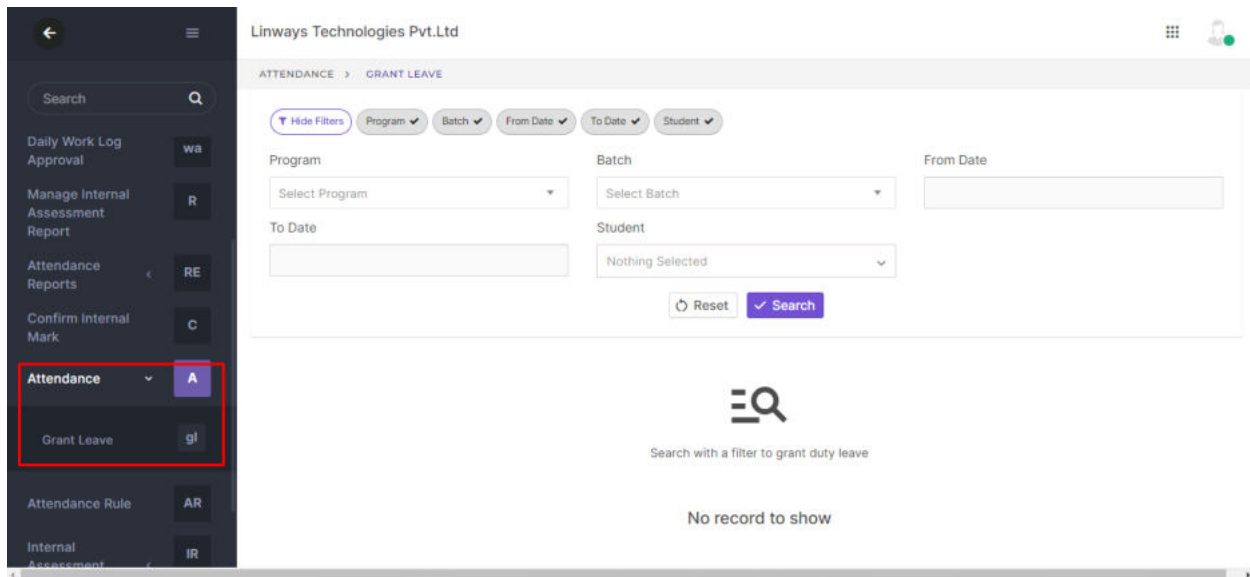 Linways Technologies Pvt.Ltd
ATTENDANCE > GRANT LEAVE
Search
Daily Work Log
Approval
wa
Manage Internal
Assessment
Report
R
Attendance
Reports
RE
Confirm Internal
Mark
C
Attendance
A
Grant Leave
gl
Attendance Rule
AR
Internal
Assessment
IR
Hide Filters
Program
Batch
From Date
To Date
Student
Program
Batch
From Date
Select Program
Select Batch
To Date
Student
Nothing Selected
Reset
Search
Search with a filter to grant duty leave
No record to show